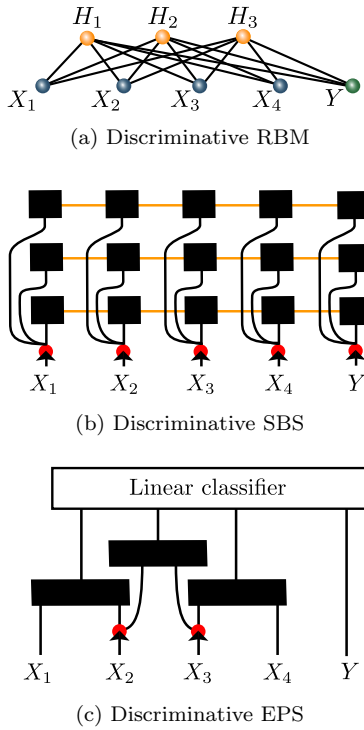 H₁ H₂ H₃
X₁ X₂ X₃ X₄ Y
(a) Discriminative RBM
X₁ X₂ X₃ X₄ Y
(b) Discriminative SBS
Linear classifier
X₁ X₂ X₃ X₄ Y
(c) Discriminative EPS